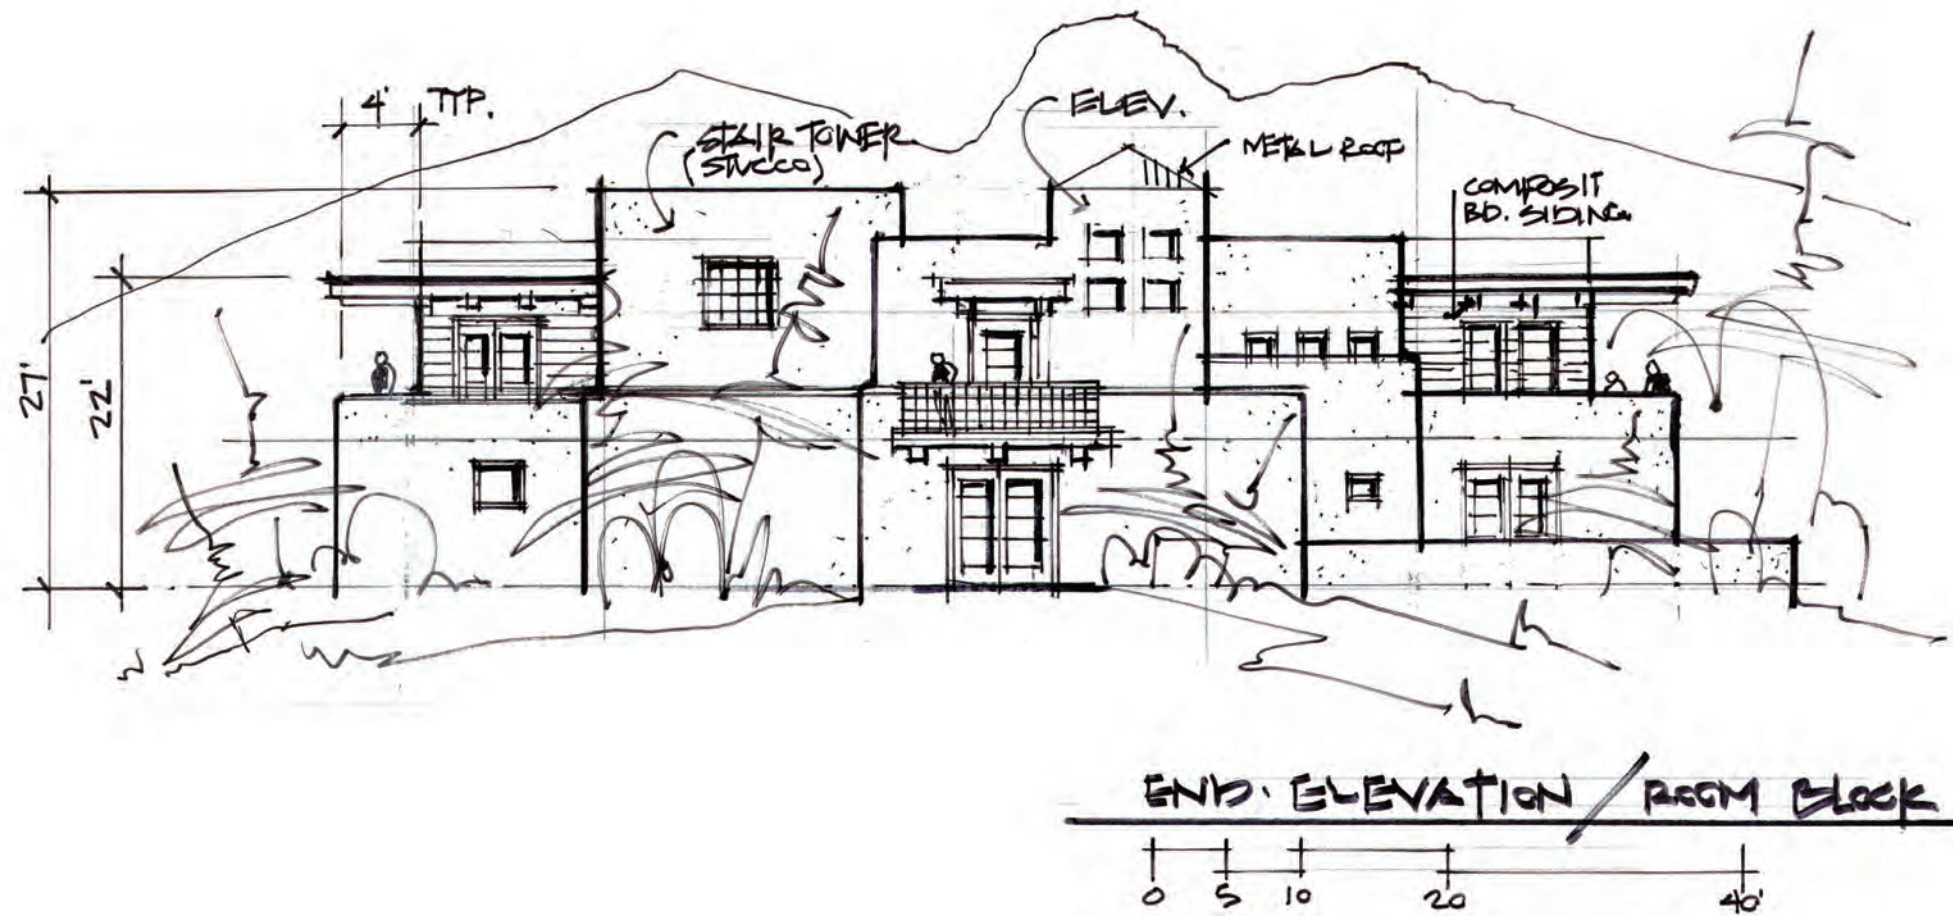 4' TYP.
STAIR TOWER
(STUCCO)
ELEV.
METAL ROOF
COMPOSIT
BD. SIDING
27'
22'
END. ELEVATION / ROOM BLOCK
0 5 10 20 40'